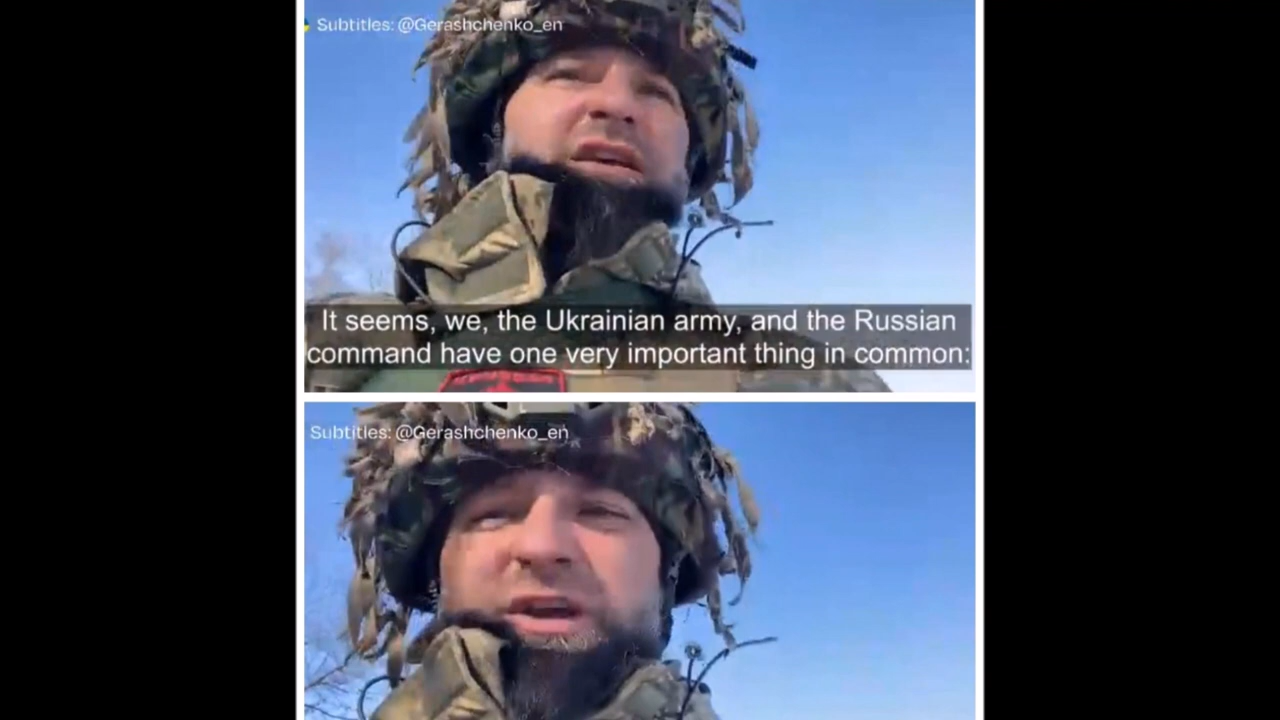 Subtitles: @Gerashchenko_en
It seems, we, the Ukrainian army, and the Russian
command have one very important thing in common:
Subtitles: @Gerashchenko_en